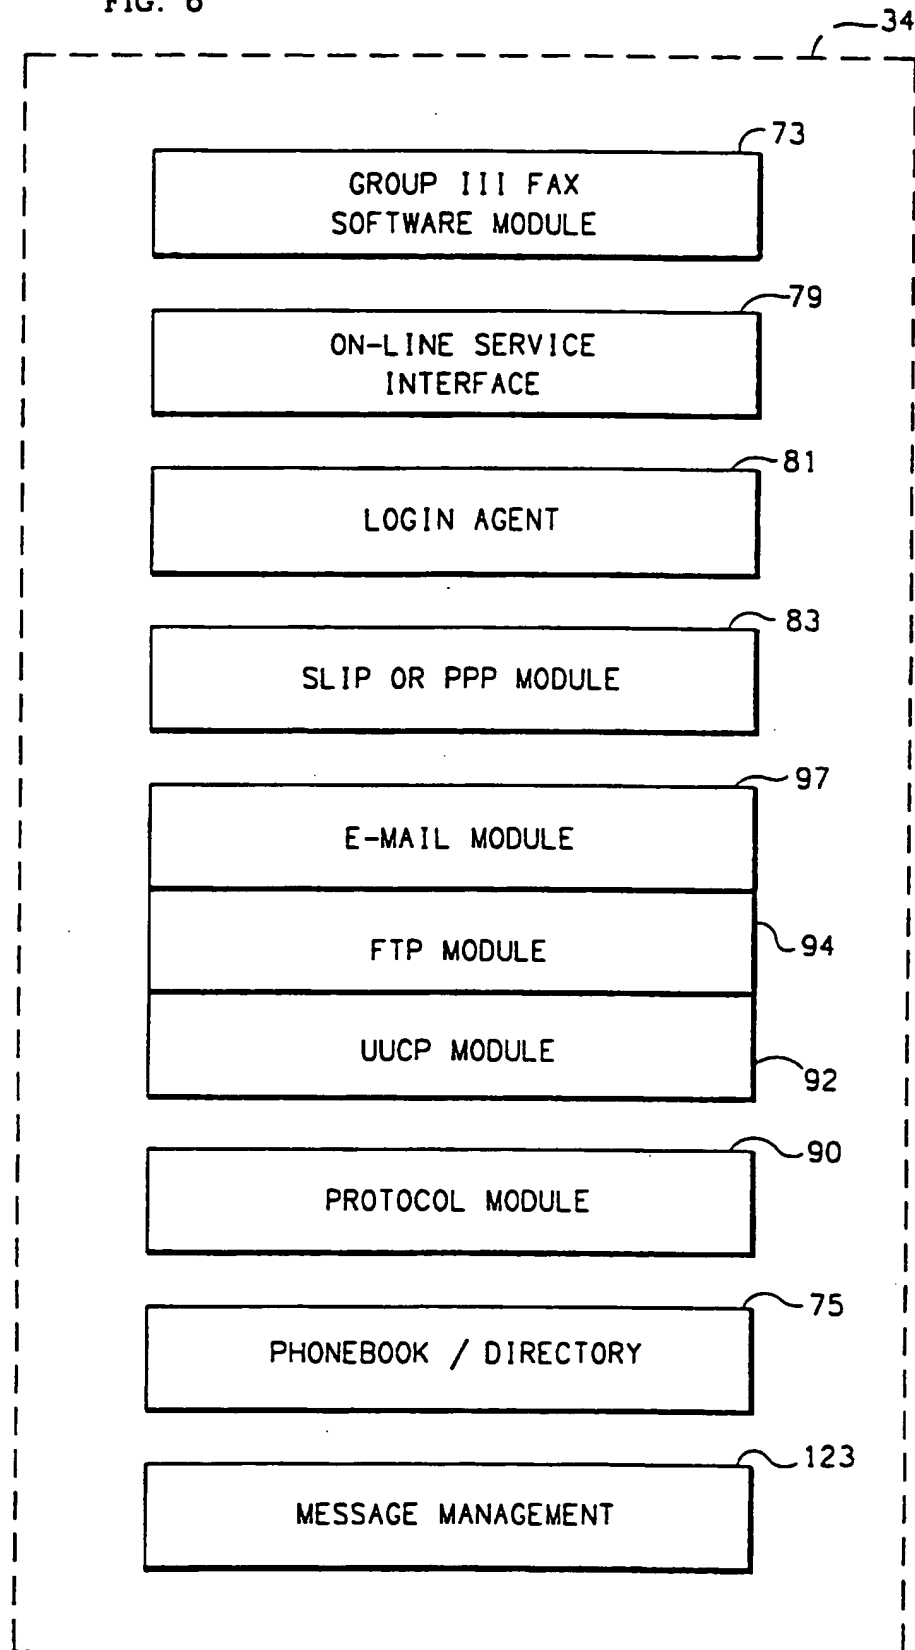 FIG. 6
34
73
GROUP III FAX
SOFTWARE MODULE
79
ON-LINE SERVICE
INTERFACE
81
LOGIN AGENT
83
SLIP OR PPP MODULE
97
E-MAIL MODULE
FTP MODULE
94
UUCP MODULE
92
90
PROTOCOL MODULE
75
PHONEBOOK / DIRECTORY
123
MESSAGE MANAGEMENT